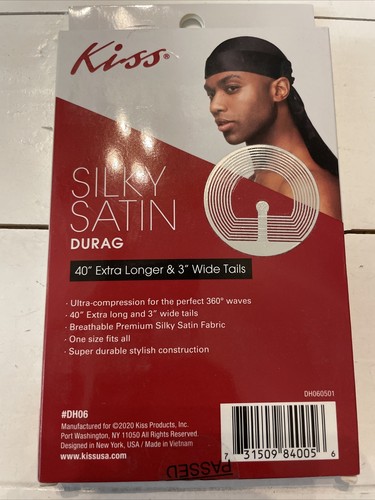 Kiss®
SILKY
SATIN
DURAG
40” Extra Longer & 3” Wide Tails
· Ultra-compression for the perfect 360° waves
· 40” Extra long and 3” wide tails
· Breathable Premium Silky Satin Fabric
· One size fits all
· Super durable stylish construction
DH060501
#DH06
Manufactured for ©2020 Kiss Products, Inc.
Port Washington, NY 11050 All Rights Reserved.
Designed in New York, USA / Made in Vietnam
www.kissusa.com
7 31509 84005 6
PASSED